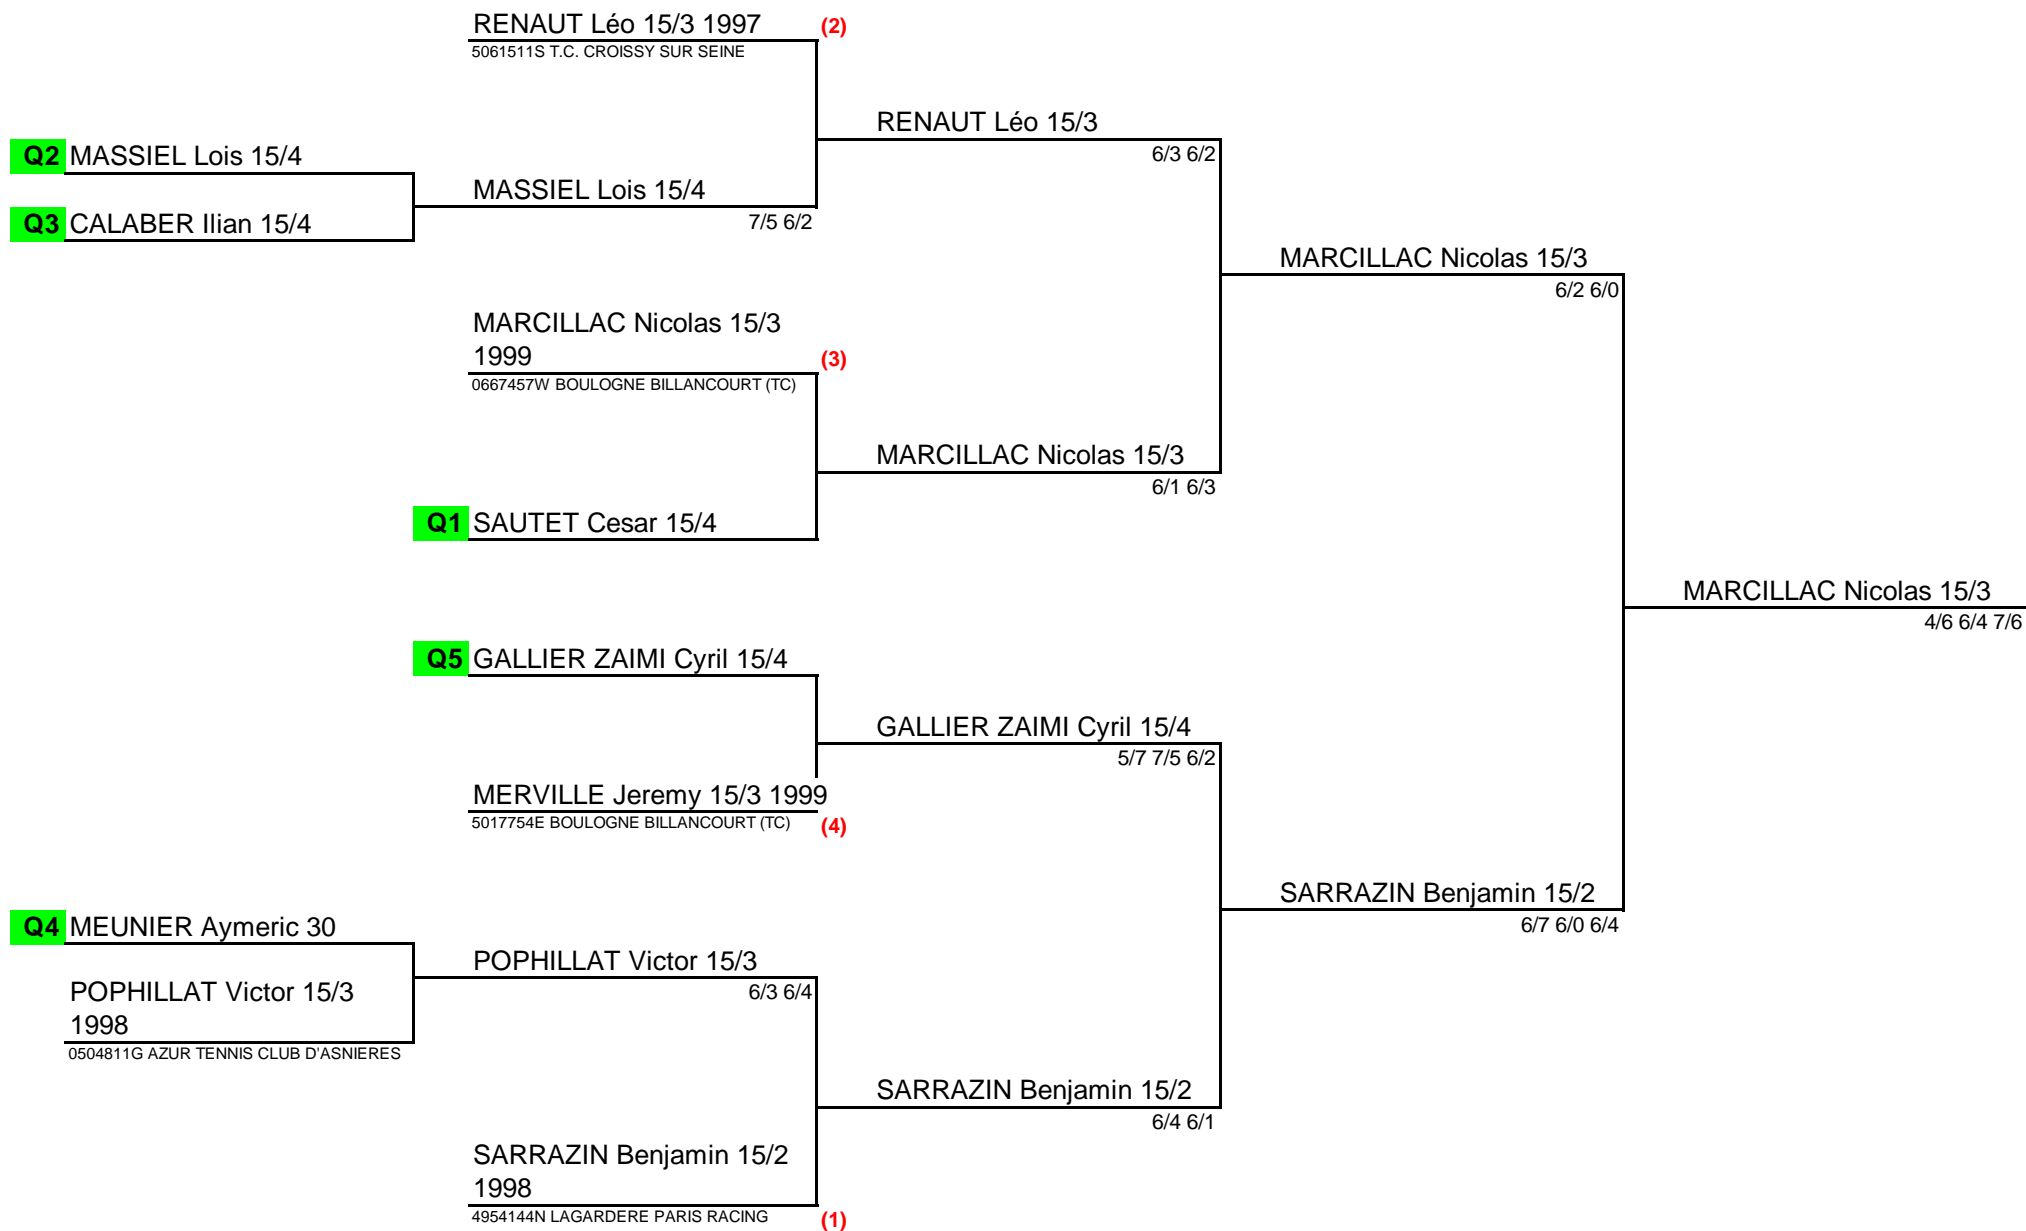 RENAUT Léo 15/3 1997 (2)
5061511S T.C. CROISSY SUR SEINE
RENAUT Léo 15/3
6/3 6/2
Q2 MASSIEL Lois 15/4
MASSIEL Lois 15/4
7/5 6/2
Q3 CALABER Ilian 15/4
MARCILLAC Nicolas 15/3
6/2 6/0
MARCILLAC Nicolas 15/3
1999 (3)
0667457W BOULOGNE BILLANCOURT (TC)
MARCILLAC Nicolas 15/3
6/1 6/3
Q1 SAUTET Cesar 15/4
MARCILLAC Nicolas 15/3
4/6 6/4 7/6
Q5 GALLIER ZAIMI Cyril 15/4
GALLIER ZAIMI Cyril 15/4
5/7 7/5 6/2
MERVILLE Jeremy 15/3 1999
5017754E BOULOGNE BILLANCOURT (TC) (4)
SARRAZIN Benjamin 15/2
6/7 6/0 6/4
Q4 MEUNIER Aymeric 30
POPHILLAT Victor 15/3
6/3 6/4
POPHILLAT Victor 15/3
1998
0504811G AZUR TENNIS CLUB D'ASNIERES
SARRAZIN Benjamin 15/2
6/4 6/1
SARRAZIN Benjamin 15/2
1998
4954144N LAGARDERE PARIS RACING (1)